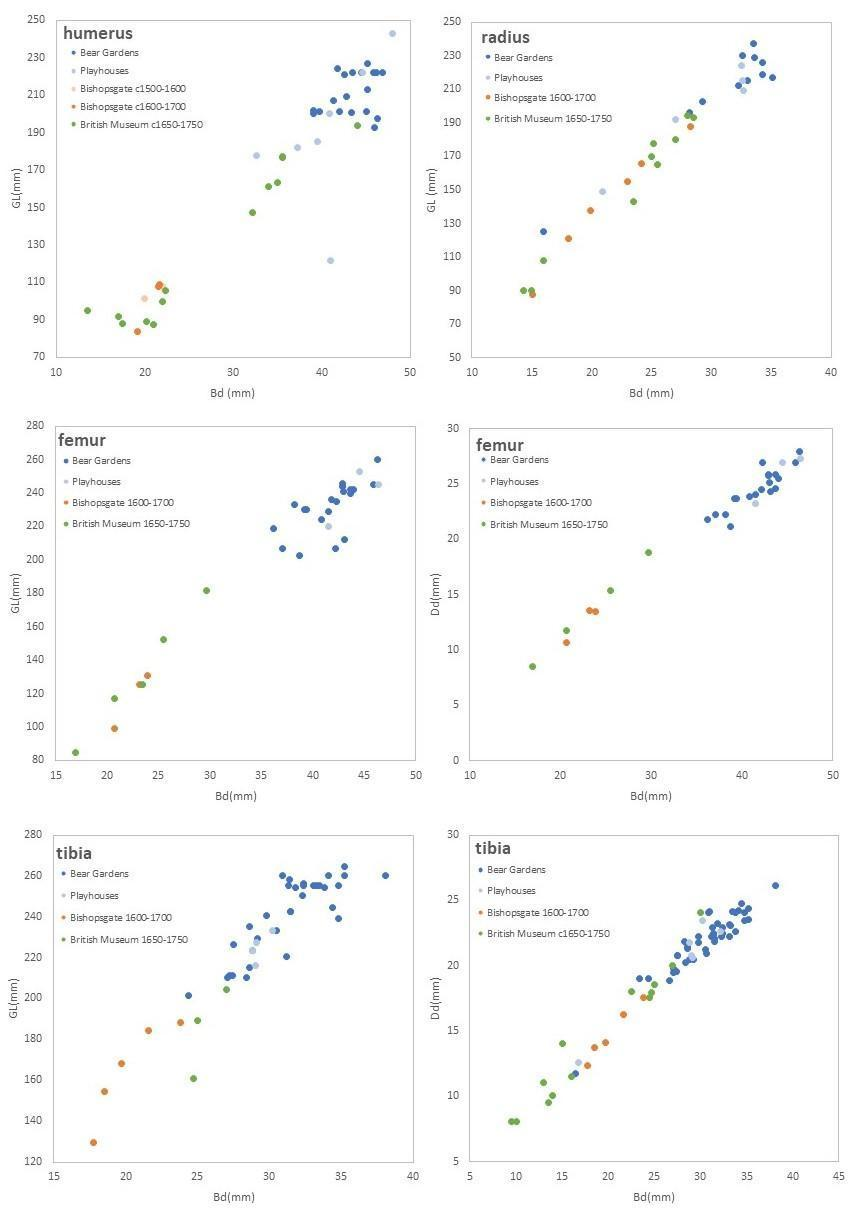 humerus
Bear Gardens
Playhouses
Bishopsgate c1500-1600
Bishopsgate c1600-1700
British Museum c1650-1750
250
230
210
190
170
150
130
110
90
70
GL(mm)
10 20 30 40 50
Bd (mm)
radius
Bear Gardens
Playhouses
Bishopsgate 1600-1700
British Museum 1650-1750
250
230
210
190
170
150
130
110
90
70
50
GL (mm)
10 15 20 25 30 35 40
Bd (mm)
femur
Bear Gardens
Playhouses
Bishopsgate 1600-1700
British Museum 1650-1750
280
260
240
220
200
180
160
140
120
100
80
GL(mm)
15 20 25 30 35 40 45 50
Bd(mm)
femur
Bear Gardens
Playhouses
Bishopsgate 1600-1700
British Museum 1650-1750
30
25
20
15
10
5
0
Dd(mm)
10 20 30 40 50
Bd(mm)
tibia
Bear Gardens
Playhouses
Bishopsgate 1600-1700
British Museum 1650-1750
280
260
240
220
200
180
160
140
120
GL(mm)
15 20 25 30 35 40
Bd(mm)
tibia
Bear Gardens
Playhouses
Bishopsgate 1600-1700
British Museum c1650-1750
30
25
20
15
10
5
Dd(mm)
5 10 15 20 25 30 35 40 45
Bd(mm)